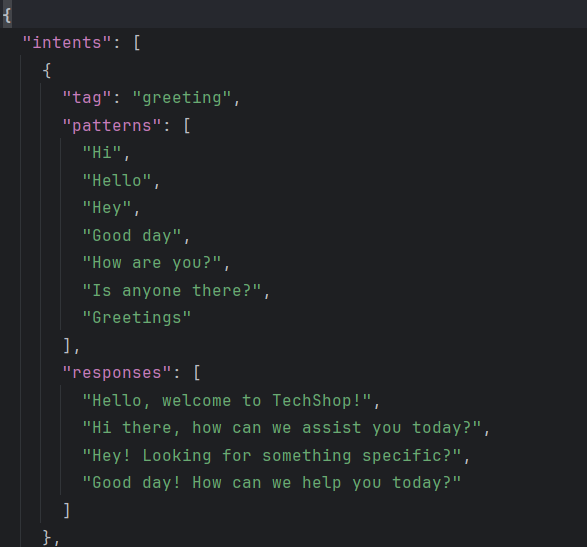 {
  "intents": [
    {
      "tag": "greeting",
      "patterns": [
        "Hi",
        "Hello",
        "Hey",
        "Good day",
        "How are you?",
        "Is anyone there?",
        "Greetings"
      ],
      "responses": [
        "Hello, welcome to TechShop!",
        "Hi there, how can we assist you today?",
        "Hey! Looking for something specific?",
        "Good day! How can we help you today?"
      ]
    },